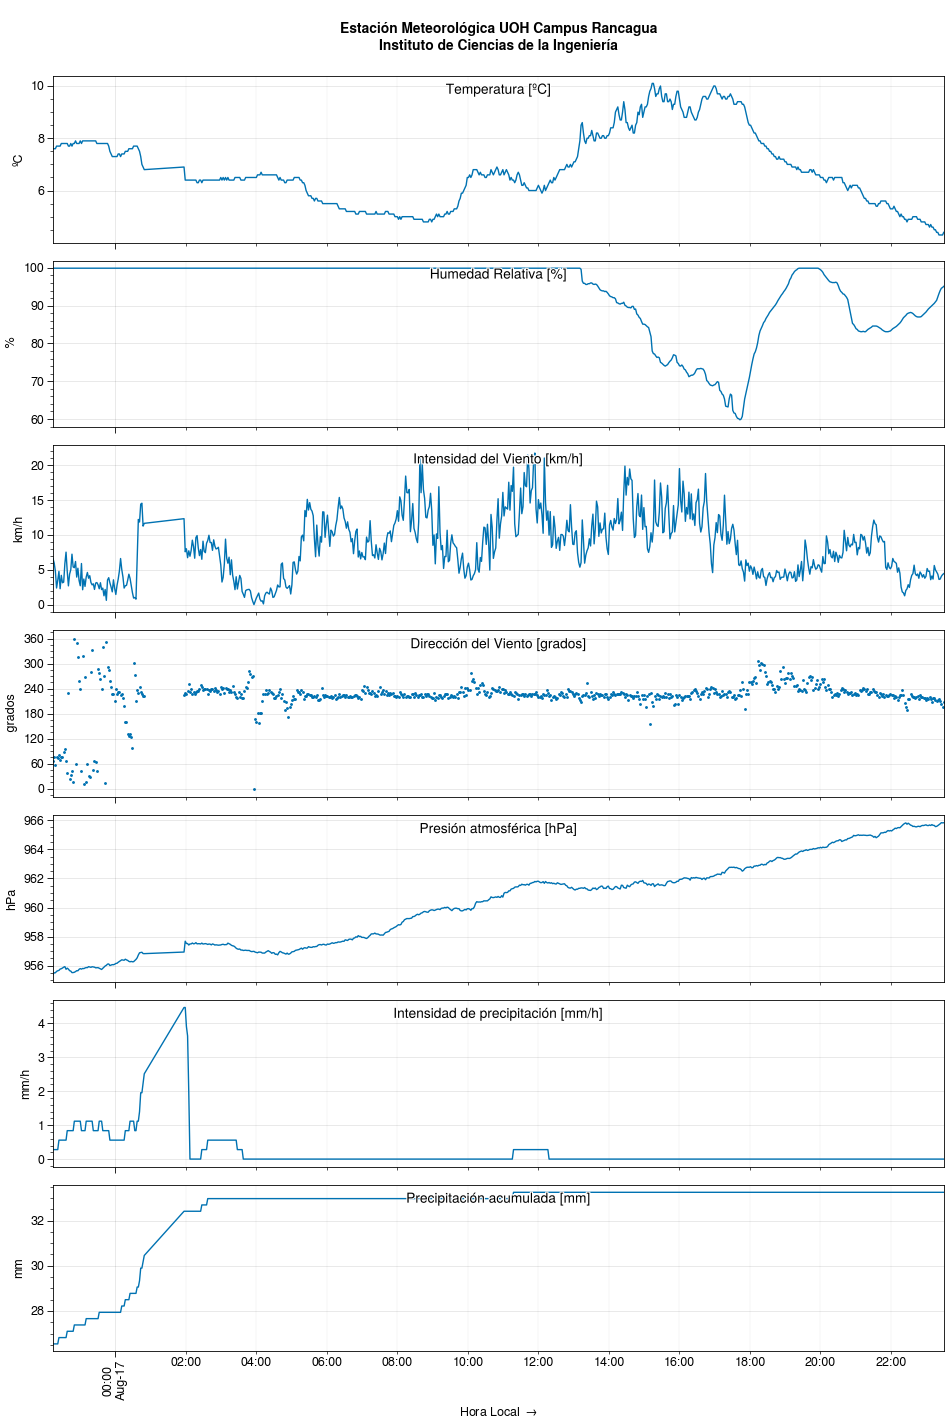 Estación Meteorológica UOH Campus Rancagua
Instituto de Ciencias de la Ingeniería
Temperatura [ºC]
10
8
6
ºC
Humedad Relativa [%]
100
90
80
70
60
%
Intensidad del Viento [km/h]
20
15
10
5
0
km/h
Dirección del Viento [grados]
360
300
240
180
120
60
0
grados
Presión atmosférica [hPa]
966
964
962
960
958
956
hPa
Intensidad de precipitación [mm/h]
4
3
2
1
0
mm/h
Precipitación acumulada [mm]
32
30
28
mm
00:00
Aug-17
02:00 04:00 06:00 08:00 10:00 12:00 14:00 16:00 18:00 20:00 22:00
Hora Local →